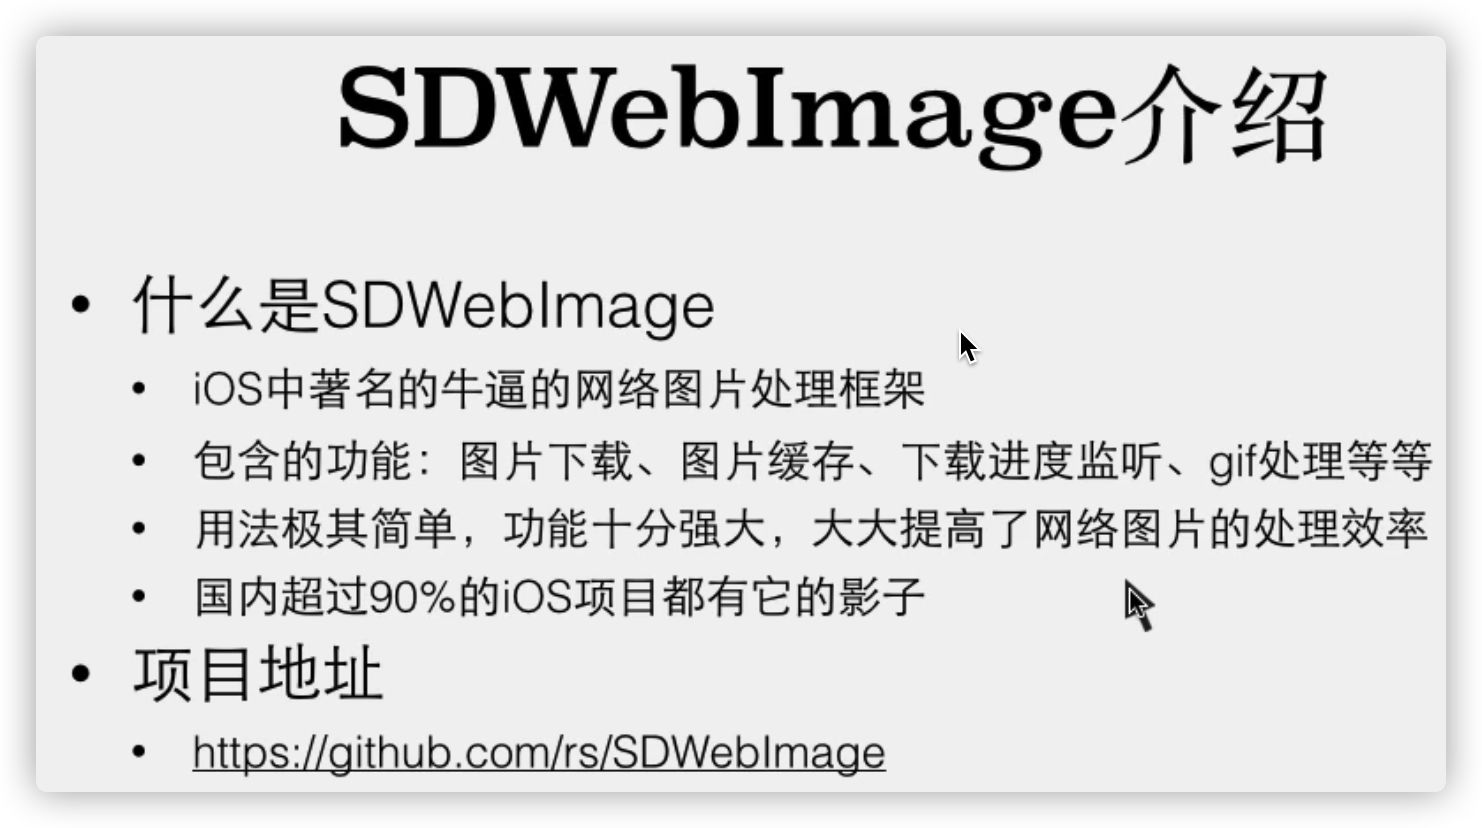 SDWebImage介绍
• 什么是SDWebImage
• iOS中著名的牛逼的网络图片处理框架
• 包含的功能：图片下载、图片缓存、下载进度监听、gif处理等等
• 用法极其简单，功能十分强大，大大提高了网络图片的处理效率
• 国内超过90%的iOS项目都有它的影子
• 项目地址
• https://github.com/rs/SDWebImage